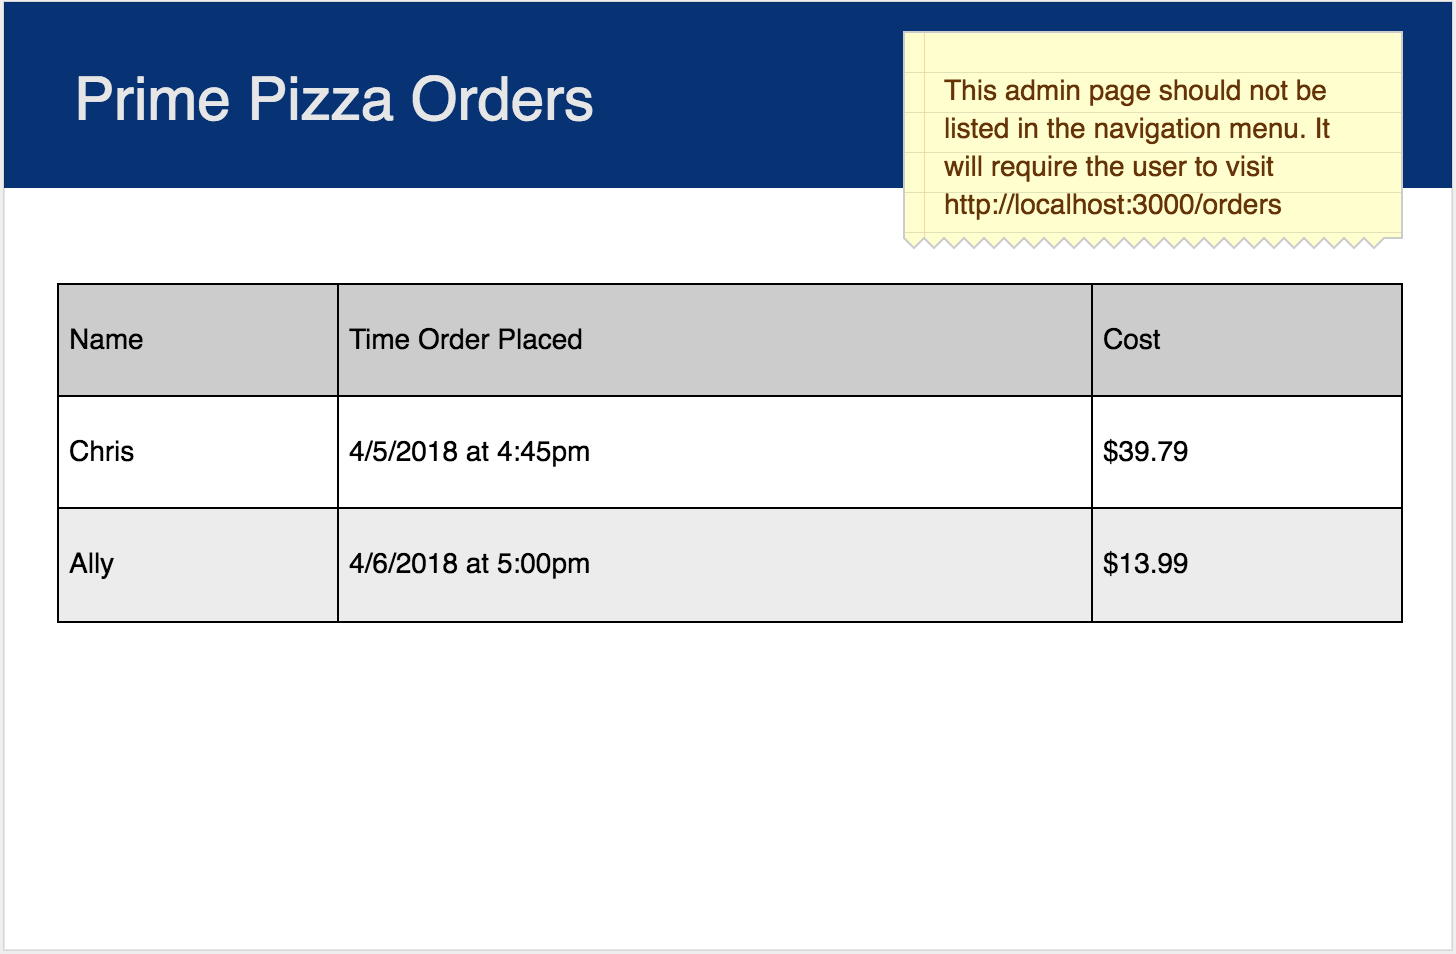 Prime Pizza Orders
This admin page should not be
listed in the navigation menu. It
will require the user to visit
http://localhost:3000/orders
Name Time Order Placed Cost
Chris 4/5/2018 at 4:45pm $39.79
Ally 4/6/2018 at 5:00pm $13.99